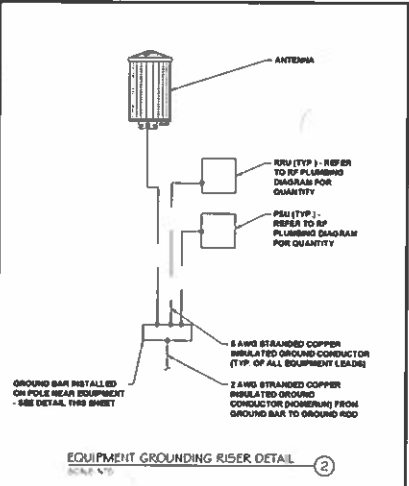 ANTENNA
RRU (TYP.) - REFER
TO RF PLUMBING
DIAGRAM FOR
QUANTITY
PSU (TYP.) -
REFER TO RF
PLUMBING DIAGRAM
FOR QUANTITY
6 AWG STRANDED COPPER
INSULATED GROUND CONDUCTOR
(TYP. OF ALL EQUIPMENT LEADS)
GROUND BAR INSTALLED
ON POLE NEAR EQUIPMENT
- SEE DETAIL THIS SHEET
2 AWG STRANDED COPPER
INSULATED GROUND
CONDUCTOR (HOMERUN) FROM
GROUND BAR TO GROUND ROD
EQUIPMENT GROUNDING RISER DETAIL
2